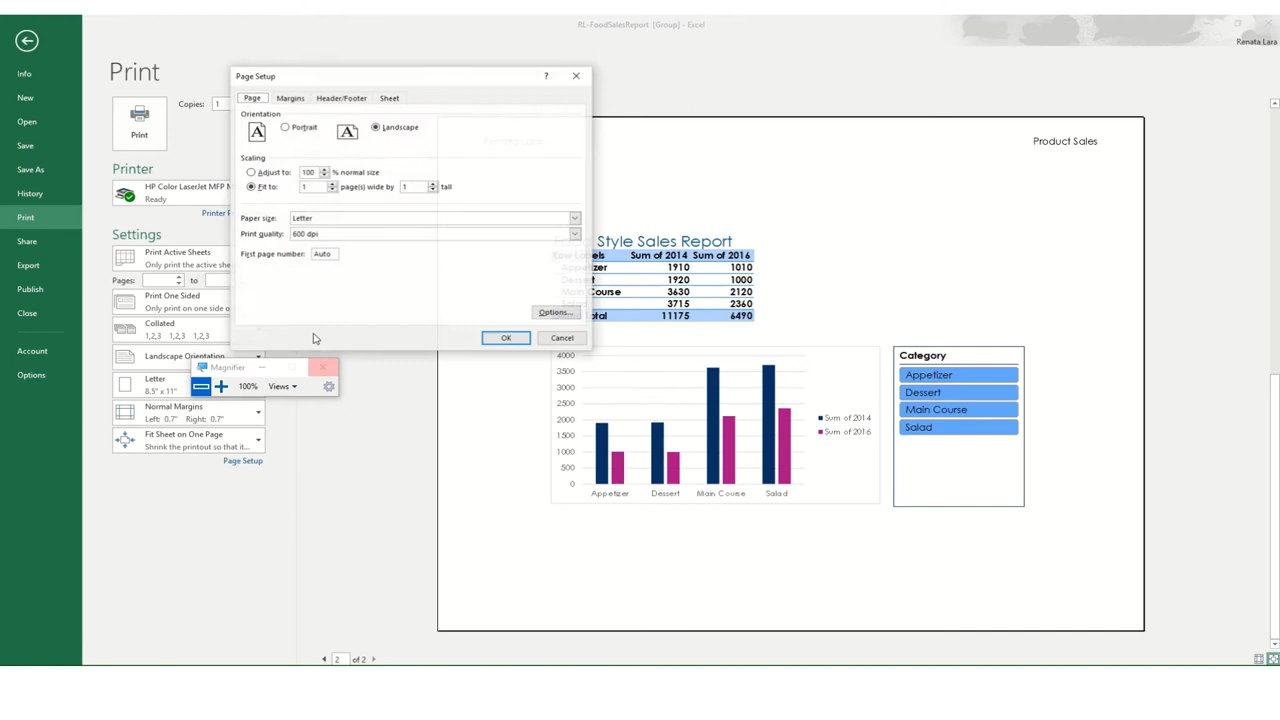 RL-FoodSalesReport [Group] - Excel
Renata Lara
Info
New
Open
Save
Save As
History
Print
Share
Export
Publish
Close
Account
Options
Print
Print
Copies: 1
Printer
HP Color LaserJet MFP M
Ready
Printer P
Settings
Print Active Sheets
Only print the active she
Pages: to
Print One Sided
Only print on one side o
Collated
1,2,3 1,2,3 1,2,3
Landscape Orientation
Letter
8.5" x 11"
Normal Margins
Left: 0.7" Right: 0.7"
Fit Sheet on One Page
Shrink the printout so that it...
Page Setup
Page Setup
? ×
Page Margins Header/Footer Sheet
Orientation
A Portrait A Landscape
Scaling
Adjust to: 100 % normal size
Fit to: 1 page(s) wide by 1 tall
Paper size: Letter
Print quality: 600 dpi
First page number: Auto
Options...
OK Cancel
Magnifier
100% Views
Product Sales
Style Sales Report
Row Labels Sum of 2014 Sum of 2016
Appetizer 1910 1010
Dessert 1920 1000
Main Course 3630 2120
Salad 3715 2360
total 11175 6490
4000
3500
3000
2500
2000
1500
1000
500
0
Appetizer Dessert Main Course Salad
Sum of 2014
Sum of 2016
Category
Appetizer
Dessert
Main Course
Salad
2 of 2